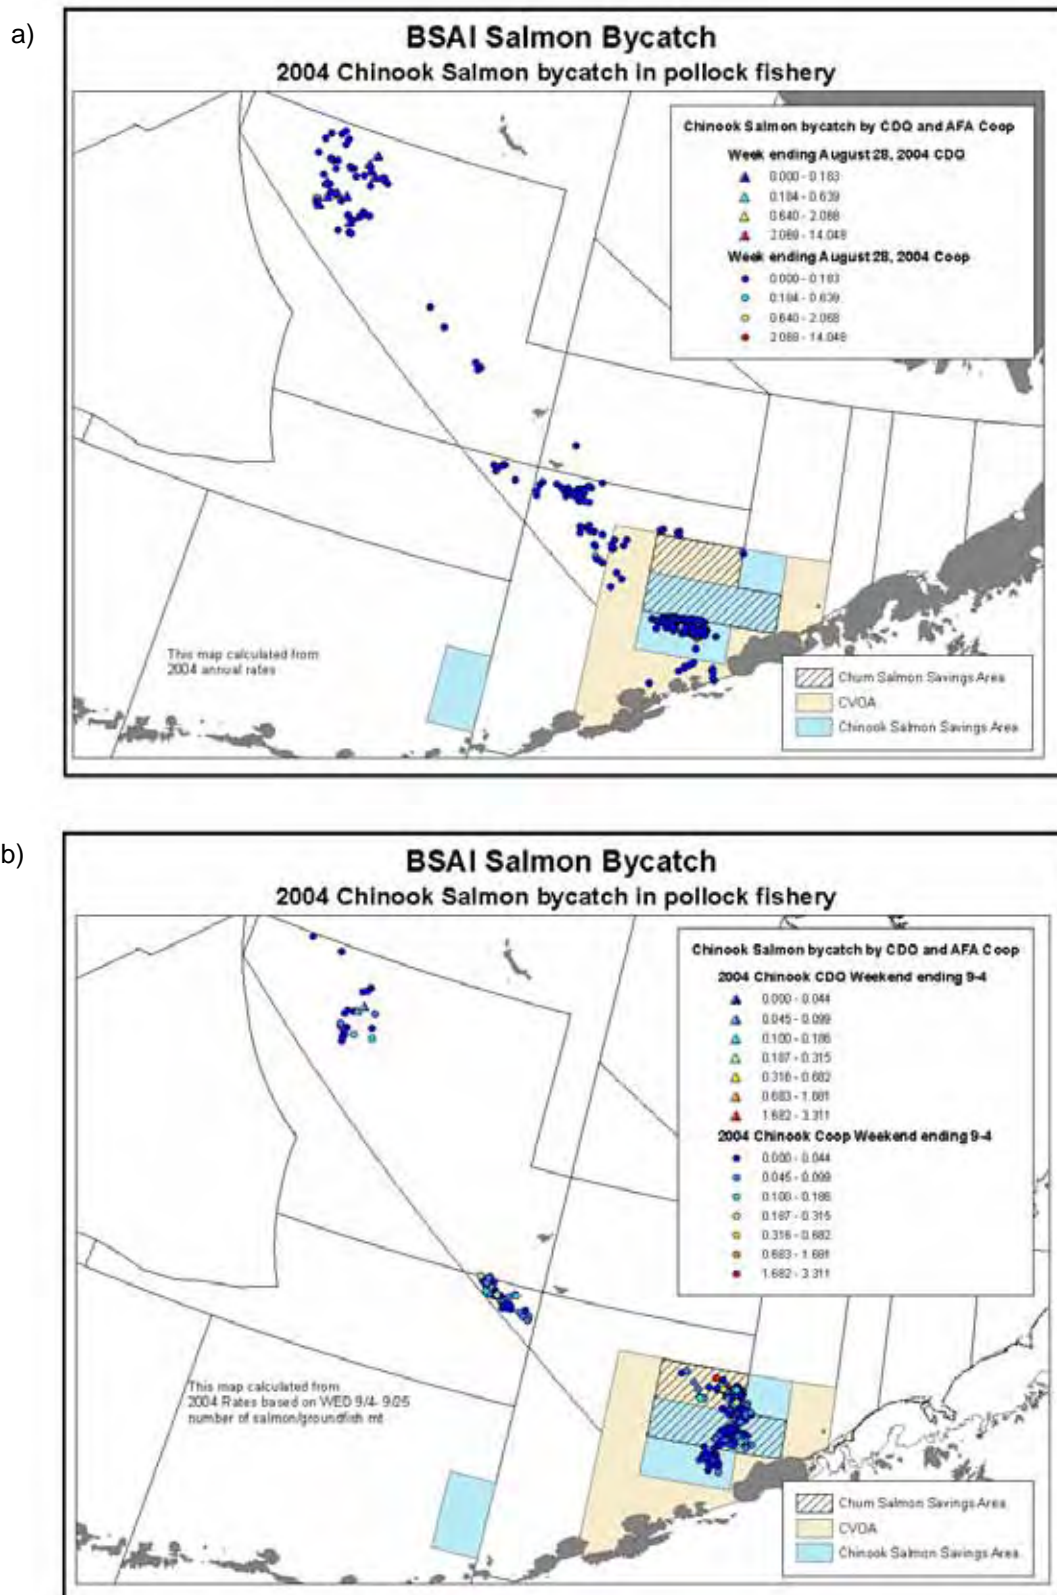 a)
BSAI Salmon Bycatch
2004 Chinook Salmon bycatch in pollock fishery
Chinook Salmon bycatch by CDQ and AFA Coop
Week ending August 28, 2004 CDQ
0.000 - 0.183
0.184 - 0.639
0.640 - 2.068
2.069 - 14.048
Week ending August 28, 2004 Coop
0.000 - 0.183
0.184 - 0.639
0.640 - 2.068
2.069 - 14.048
This map calculated from
2004 annual rates
Chum Salmon Savings Area
CVOA
Chinook Salmon Savings Area
b)
BSAI Salmon Bycatch
2004 Chinook Salmon bycatch in pollock fishery
Chinook Salmon bycatch by CDQ and AFA Coop
2004 Chinook CDQ Weekend ending 9-4
0.000 - 0.044
0.045 - 0.099
0.100 - 0.186
0.187 - 0.315
0.316 - 0.682
0.683 - 1.681
1.682 - 3.311
2004 Chinook Coop Weekend ending 9-4
0.000 - 0.044
0.045 - 0.099
0.100 - 0.186
0.187 - 0.315
0.316 - 0.682
0.683 - 1.681
1.682 - 3.311
This map calculated from
2004 Rates based on WED 9/4- 9/25
number of salmon/groundfish mt
Chum Salmon Savings Area
CVOA
Chinook Salmon Savings Area